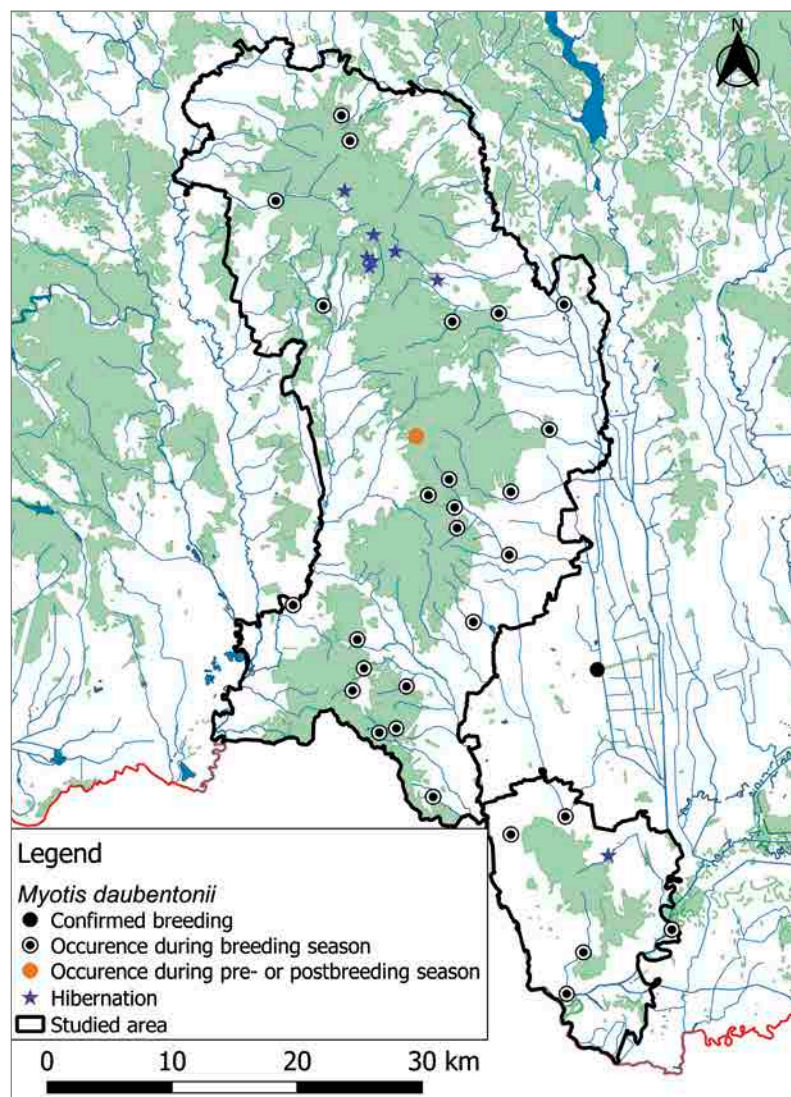 N
Legend
Myotis daubentonii
Confirmed breeding
Occurence during breeding season
Occurence during pre- or postbreeding season
Hibernation
Studied area
0 10 20 30 km